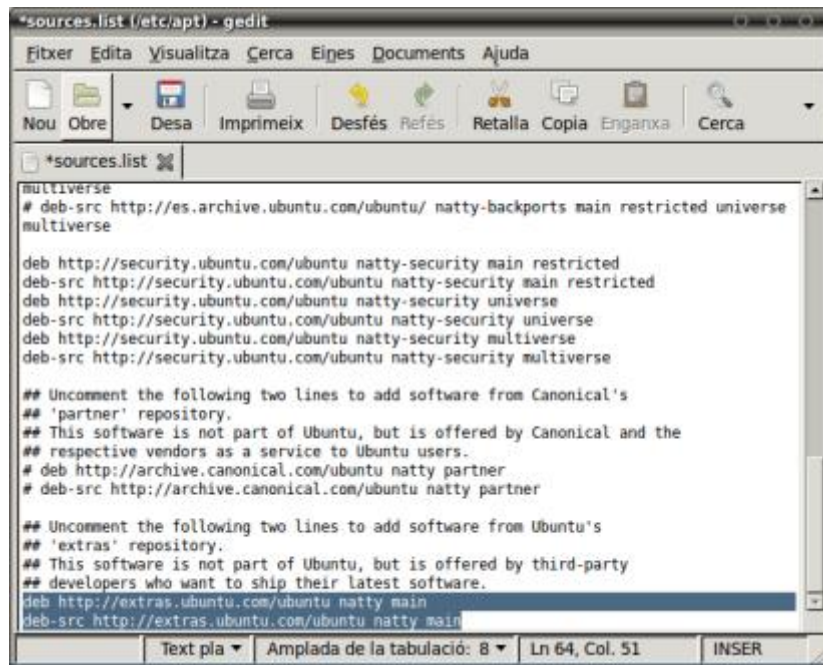 *sources.list (/etc/apt) - gedit
Fitxer Edita Visualitza Cerca Eines Documents Ajuda
Nou Obre Desa Imprimeix Desfés Refés Retalla Copia Enganxa Cerca
*sources.list
multiverse
# deb-src http://es.archive.ubuntu.com/ubuntu/ natty-backports main restricted universe
multiverse
deb http://security.ubuntu.com/ubuntu natty-security main restricted
deb-src http://security.ubuntu.com/ubuntu natty-security main restricted
deb http://security.ubuntu.com/ubuntu natty-security universe
deb-src http://security.ubuntu.com/ubuntu natty-security universe
deb http://security.ubuntu.com/ubuntu natty-security multiverse
deb-src http://security.ubuntu.com/ubuntu natty-security multiverse
## Uncomment the following two lines to add software from Canonical's
## 'partner' repository.
## This software is not part of Ubuntu, but is offered by Canonical and the
## respective vendors as a service to Ubuntu users.
# deb http://archive.canonical.com/ubuntu natty partner
# deb-src http://archive.canonical.com/ubuntu natty partner
## Uncomment the following two lines to add software from Ubuntu's
## 'extras' repository.
## This software is not part of Ubuntu, but is offered by third-party
## developers who want to ship their latest software.
deb http://extras.ubuntu.com/ubuntu natty main
deb-src http://extras.ubuntu.com/ubuntu natty main
Text pla Amplada de la tabulació: 8 Ln 64, Col. 51 INSER